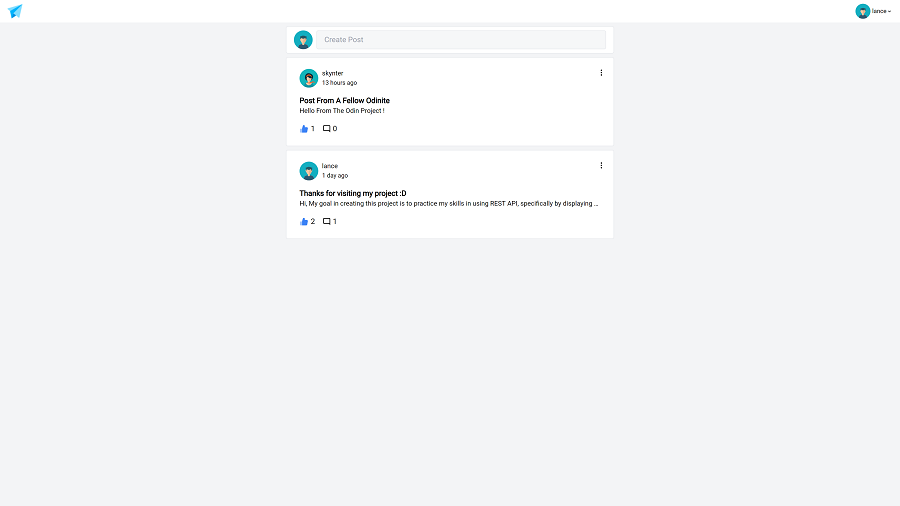 lance
Create Post
skynter
13 hours ago
Post From A Fellow Odinite
Hello From The Odin Project !
1 0
lance
1 day ago
Thanks for visiting my project :D
Hi, My goal in creating this project is to practice my skills in using REST API, specifically by displaying ...
2 1